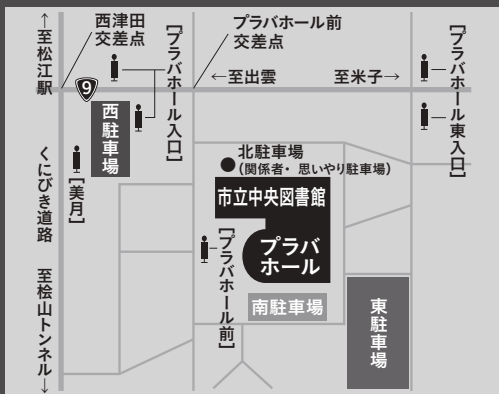 ↑至松江駅
西津田
交差点
［プラバホール入口］
プラバホール前
交差点
［プラバホール東入口］
←至出雲
至米子→
9
西駐車場
北駐車場
（関係者・思いやり駐車場）
［美月］
くにびき道路
市立中央図書館
プラバ
ホール
［プラバホール前］
南駐車場
東駐車場
至桧山トンネル↓